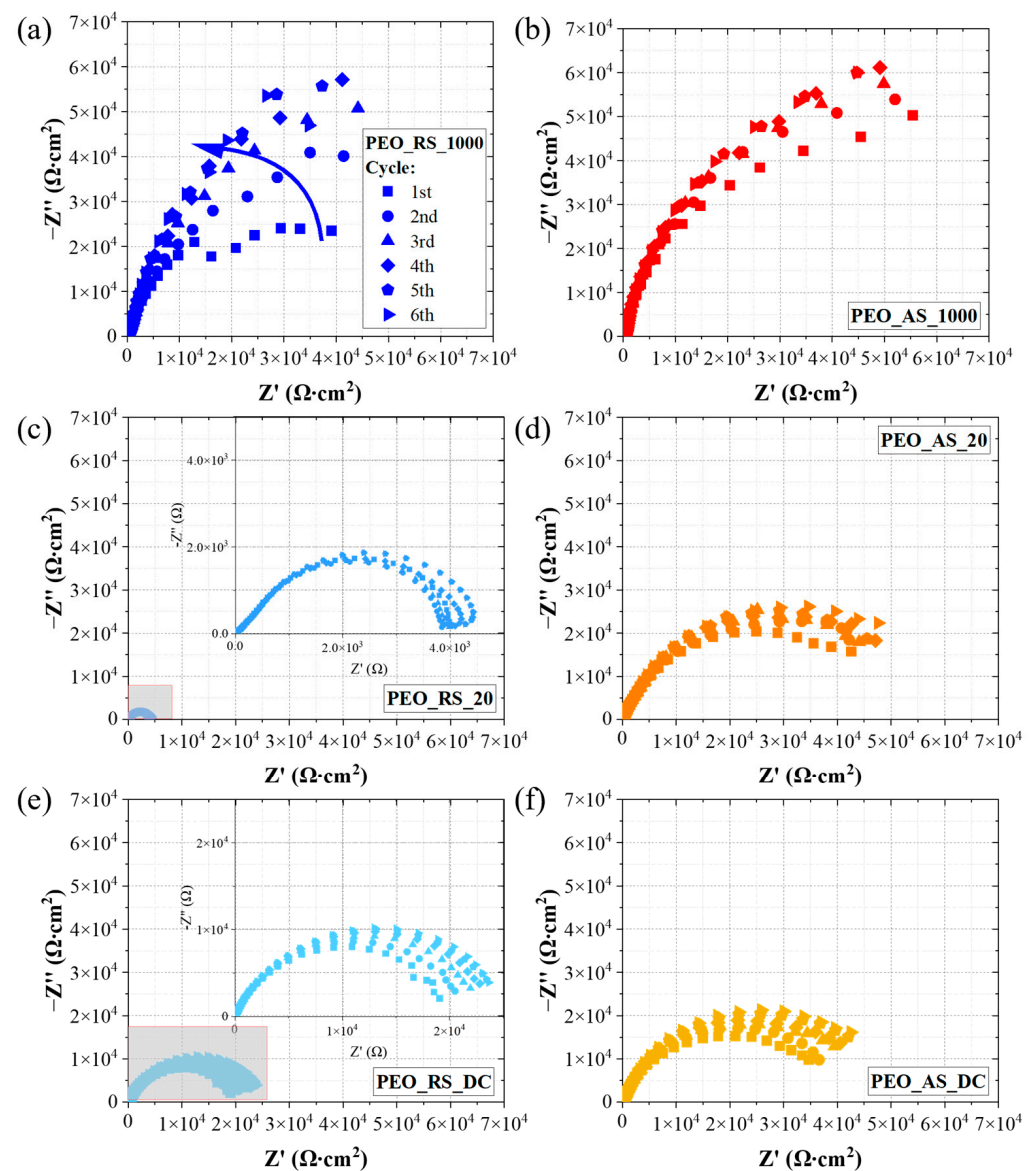 (a)
7×10⁴
6×10⁴
5×10⁴
4×10⁴
3×10⁴
2×10⁴
1×10⁴
0
−Z'' (Ω·cm²)
PEO_RS_1000
Cycle:
1st
2nd
3rd
4th
5th
6th
0 1×10⁴ 2×10⁴ 3×10⁴ 4×10⁴ 5×10⁴ 6×10⁴ 7×10⁴
Z' (Ω·cm²)
(b)
7×10⁴
6×10⁴
5×10⁴
4×10⁴
3×10⁴
2×10⁴
1×10⁴
0
−Z'' (Ω·cm²)
PEO_AS_1000
0 1×10⁴ 2×10⁴ 3×10⁴ 4×10⁴ 5×10⁴ 6×10⁴ 7×10⁴
Z' (Ω·cm²)
(c)
7×10⁴
6×10⁴
5×10⁴
4×10⁴
3×10⁴
2×10⁴
1×10⁴
0
−Z'' (Ω·cm²)
4.0×10³
2.0×10³
0.0
-Z'' (Ω)
0.0 2.0×10³ 4.0×10³
Z' (Ω)
PEO_RS_20
0 1×10⁴ 2×10⁴ 3×10⁴ 4×10⁴ 5×10⁴ 6×10⁴ 7×10⁴
Z' (Ω·cm²)
(d)
7×10⁴
6×10⁴
5×10⁴
4×10⁴
3×10⁴
2×10⁴
1×10⁴
0
−Z'' (Ω·cm²)
PEO_AS_20
0 1×10⁴ 2×10⁴ 3×10⁴ 4×10⁴ 5×10⁴ 6×10⁴ 7×10⁴
Z' (Ω·cm²)
(e)
7×10⁴
6×10⁴
5×10⁴
4×10⁴
3×10⁴
2×10⁴
1×10⁴
0
−Z'' (Ω·cm²)
2×10⁴
1×10⁴
0
-Z'' (Ω)
0 1×10⁴ 2×10⁴
Z' (Ω)
PEO_RS_DC
0 1×10⁴ 2×10⁴ 3×10⁴ 4×10⁴ 5×10⁴ 6×10⁴ 7×10⁴
Z' (Ω·cm²)
(f)
7×10⁴
6×10⁴
5×10⁴
4×10⁴
3×10⁴
2×10⁴
1×10⁴
0
−Z'' (Ω·cm²)
PEO_AS_DC
0 1×10⁴ 2×10⁴ 3×10⁴ 4×10⁴ 5×10⁴ 6×10⁴ 7×10⁴
Z' (Ω·cm²)